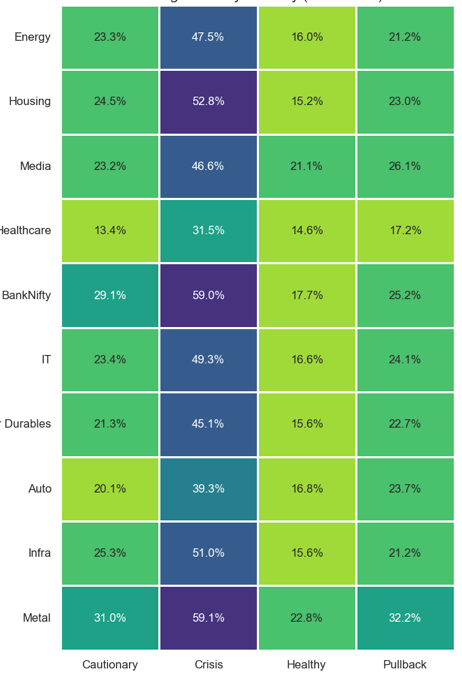 Energy 23.3% 47.5% 16.0% 21.2%
Housing 24.5% 52.8% 15.2% 23.0%
Media 23.2% 46.6% 21.1% 26.1%
ealthcare 13.4% 31.5% 14.6% 17.2%
BankNifty 29.1% 59.0% 17.7% 25.2%
IT 23.4% 49.3% 16.6% 24.1%
Durables 21.3% 45.1% 15.6% 22.7%
Auto 20.1% 39.3% 16.8% 23.7%
Infra 25.3% 51.0% 15.6% 21.2%
Metal 31.0% 59.1% 22.8% 32.2%
Cautionary Crisis Healthy Pullback